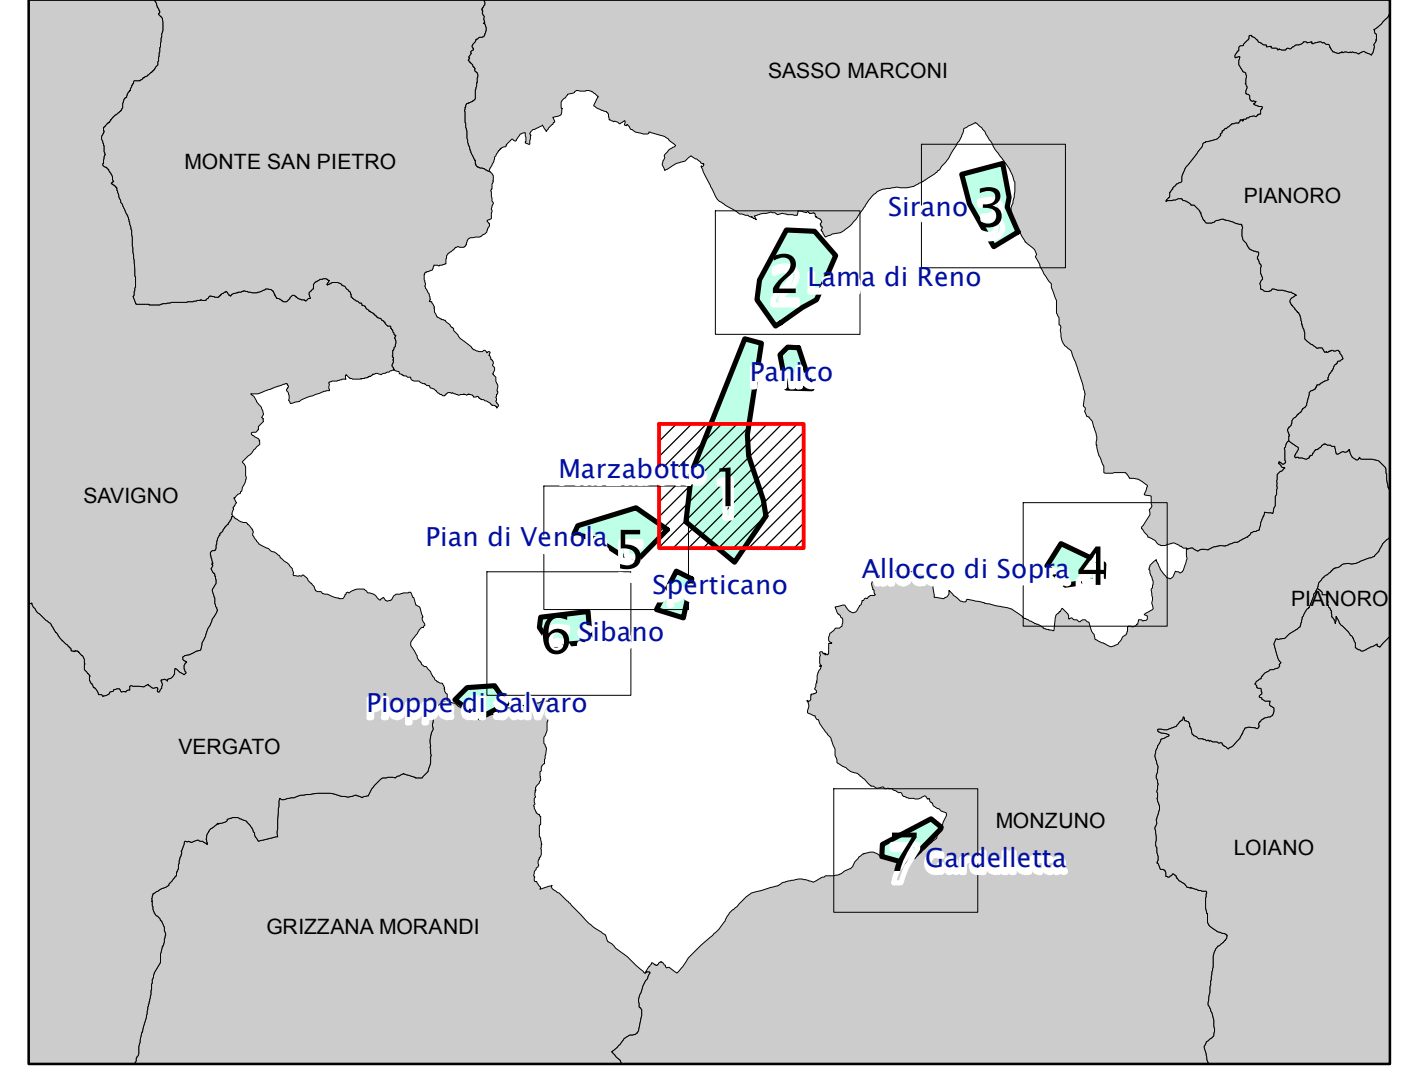 SASSO MARCONI
MONTE SAN PIETRO
PIANORO
3
Sirano
2
Lama di Reno
Panico
Marzabotto
1
SAVIGNO
Pian di Venola
5
Allocco di Sopra
4
Sperticano
PIANORO
6
Sibano
Pioppe di Salvaro
VERGATO
MONZUNO
7
Gardelletta
LOIANO
GRIZZANA MORANDI